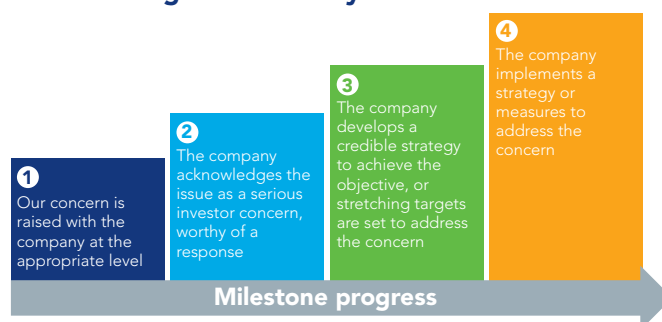 1
Our concern is
raised with the
company at the
appropriate level
2
The company
acknowledges the
issue as a serious
investor concern,
worthy of a
response
3
The company
develops a
credible strategy
to achieve the
objective, or
stretching targets
are set to address
the concern
4
The company
implements a
strategy or
measures to
address the
concern
Milestone progress